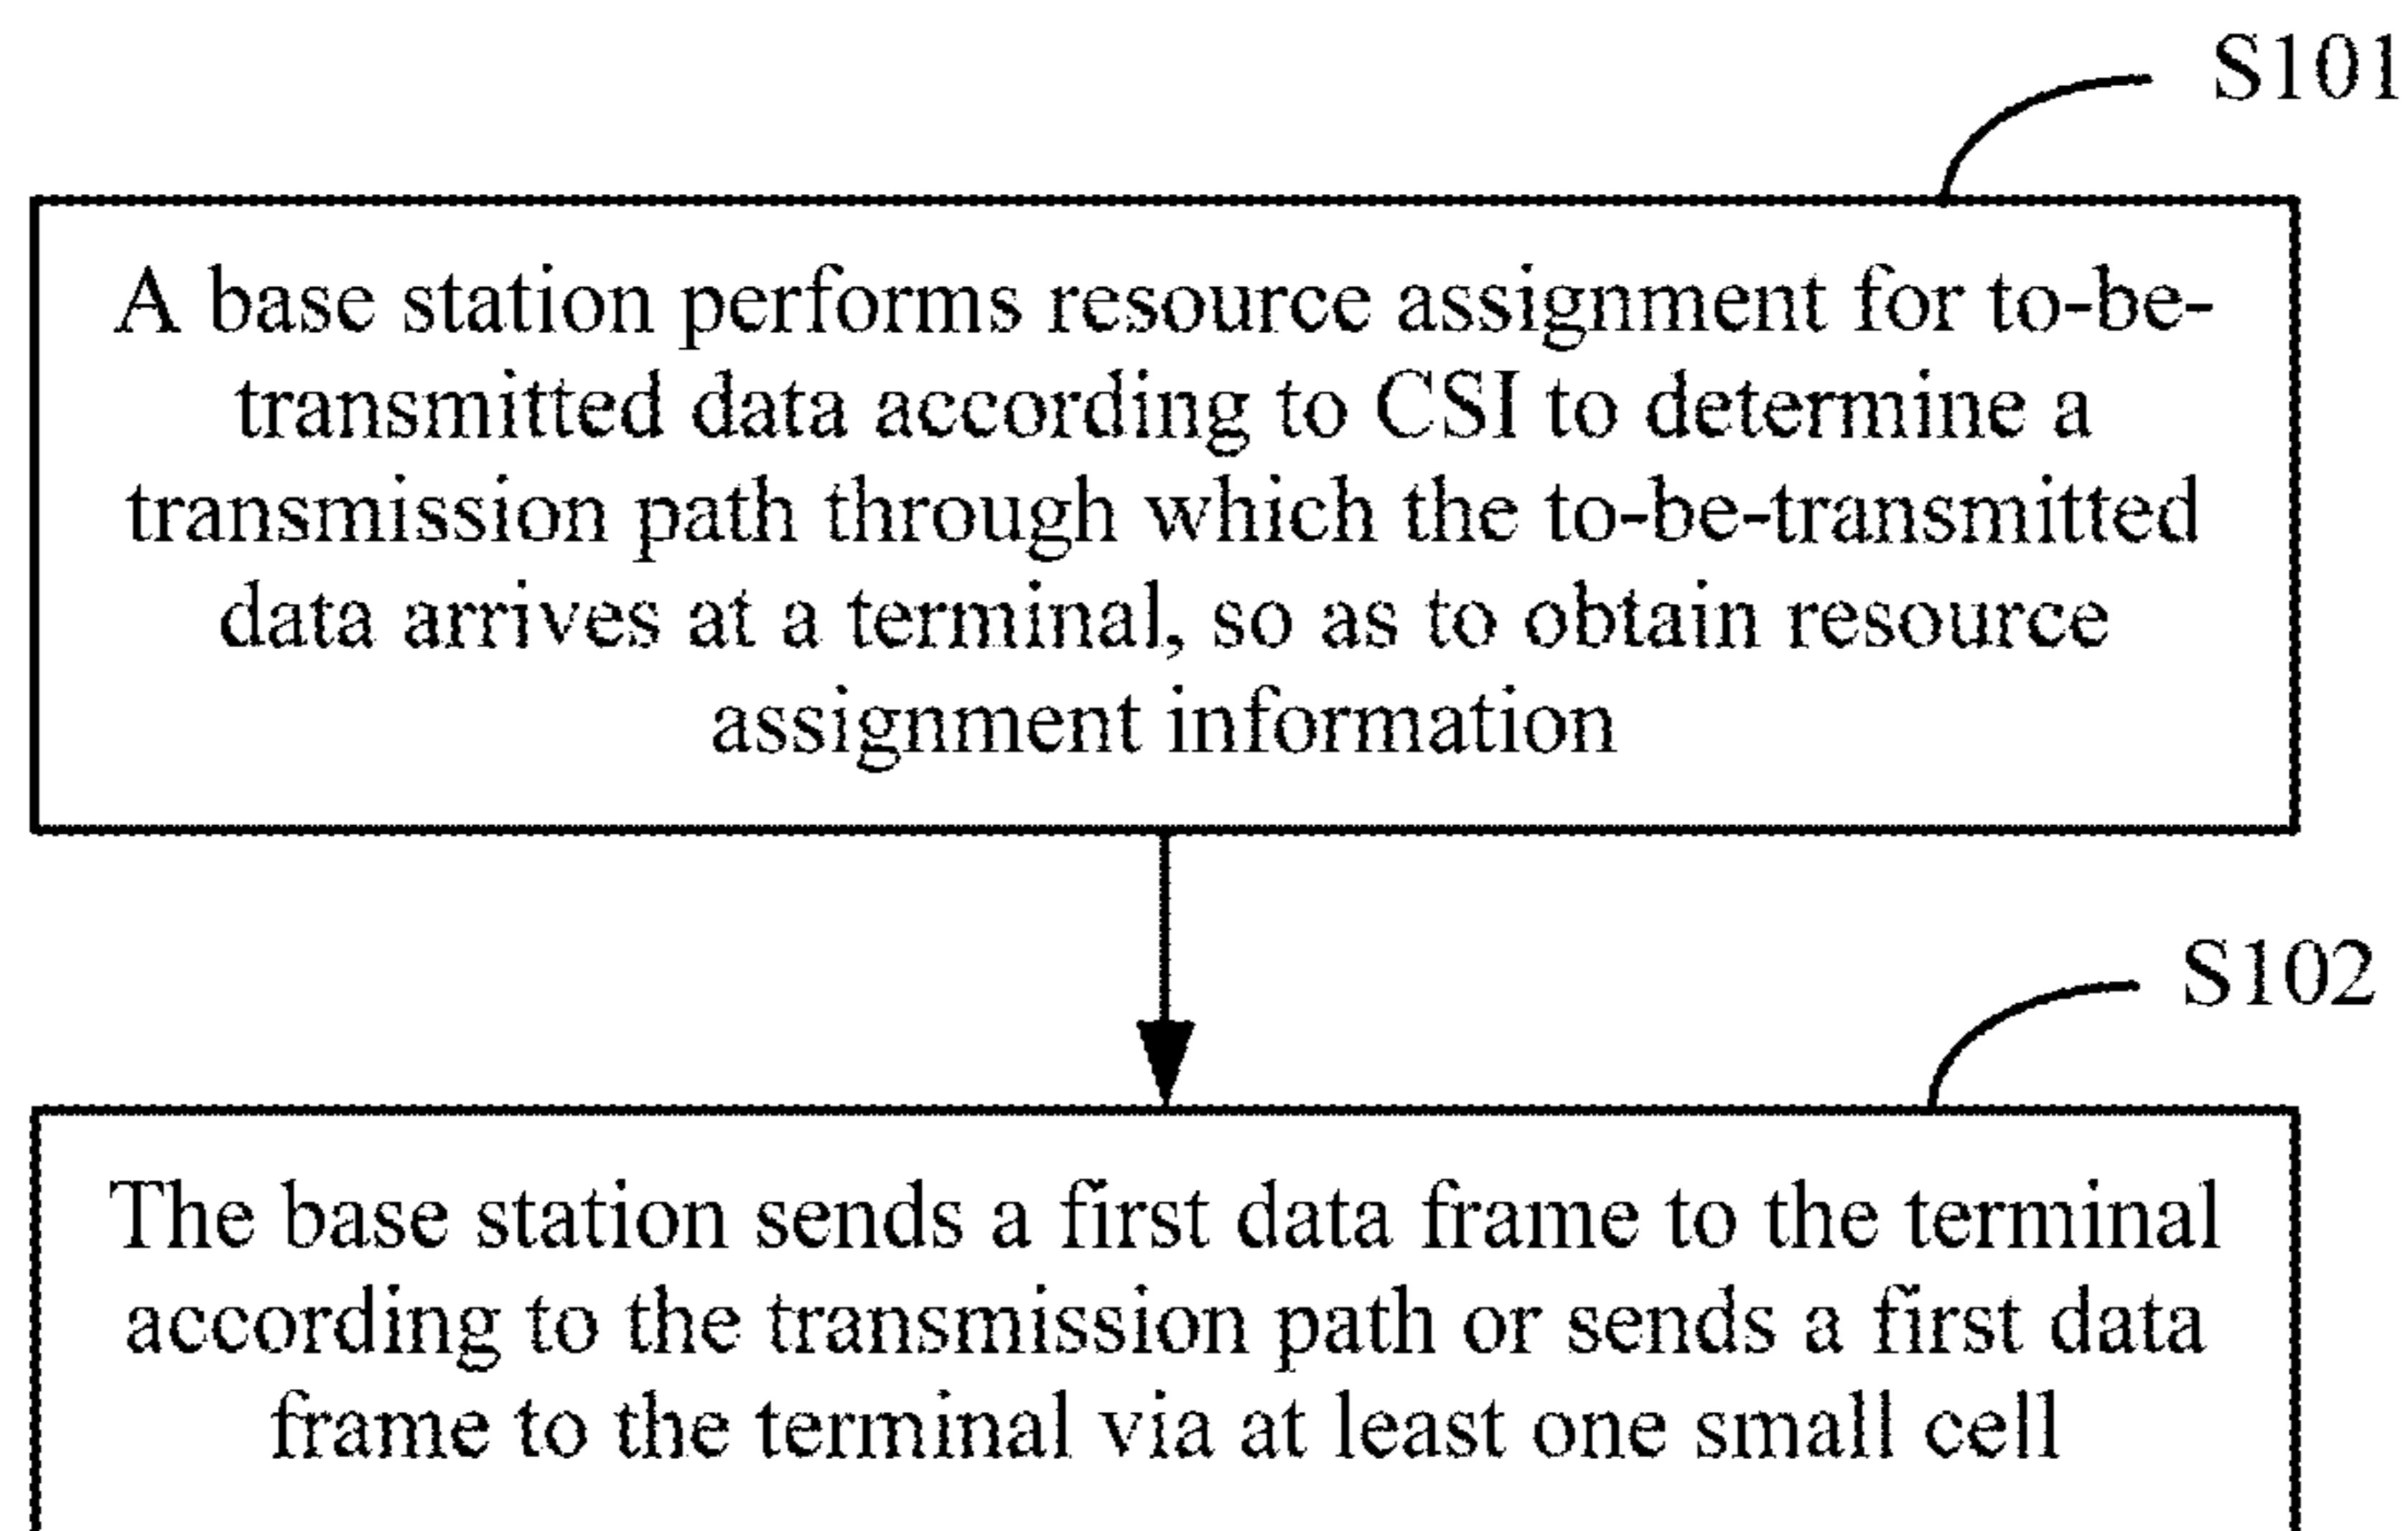 S101
A base station performs resource assignment for to-be-
transmitted data according to CSI to determine a
transmission path through which the to-be-transmitted
data arrives at a terminal, so as to obtain resource
assignment information
S102
The base station sends a first data frame to the terminal
according to the transmission path or sends a first data
frame to the terminal via at least one small cell